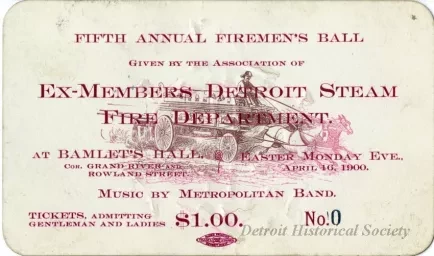 FIFTH ANNUAL FIREMEN'S BALL
GIVEN BY THE ASSOCIATION OF
EX-MEMBERS DETROIT STEAM
FIRE DEPARTMENT.
AT BAMLET'S HALL,
COR. GRAND RIVER AND
ROWLAND STREET.
EASTER MONDAY EVE.,
APRIL 16, 1900.
MUSIC BY METROPOLITAN BAND.
TICKETS, ADMITTING
GENTLEMAN AND LADIES
$1.00.
No. 0
Detroit Historical Society